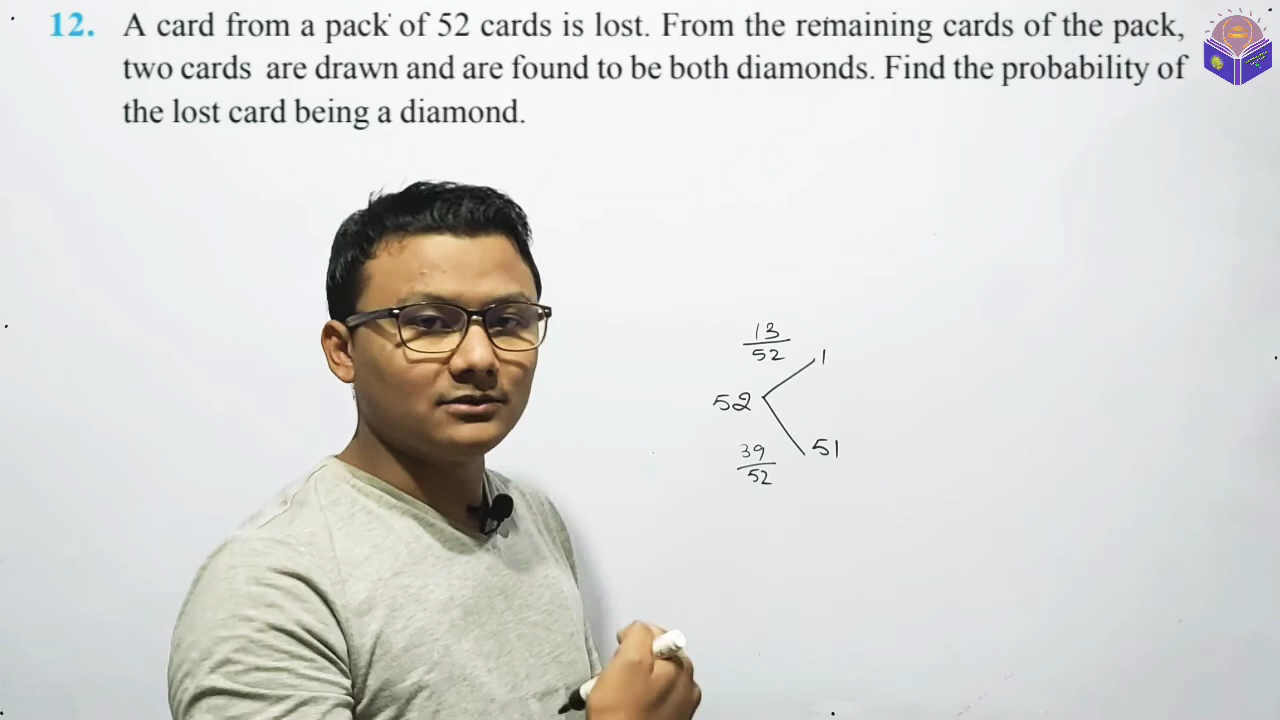 12. A card from a pack of 52 cards is lost. From the remaining cards of the pack,
two cards are drawn and are found to be both diamonds. Find the probability of
the lost card being a diamond.
13
52
1
52
39
52
51